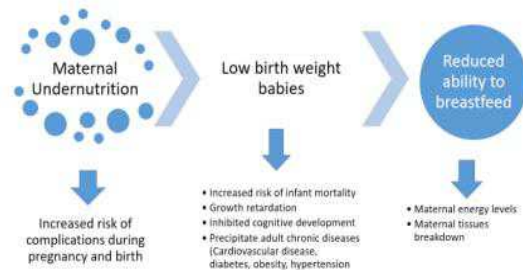 Maternal
Undernutrition
Low birth weight
babies
Reduced
ability to
breastfeed
Increased risk of
complications during
pregnancy and birth
• Increased risk of infant mortality
• Growth retardation
• Inhibited cognitive development
• Precipitate adult chronic diseases
(Cardiovascular disease,
diabetes, obesity, hypertension
• Maternal energy levels
• Maternal tissues
breakdown